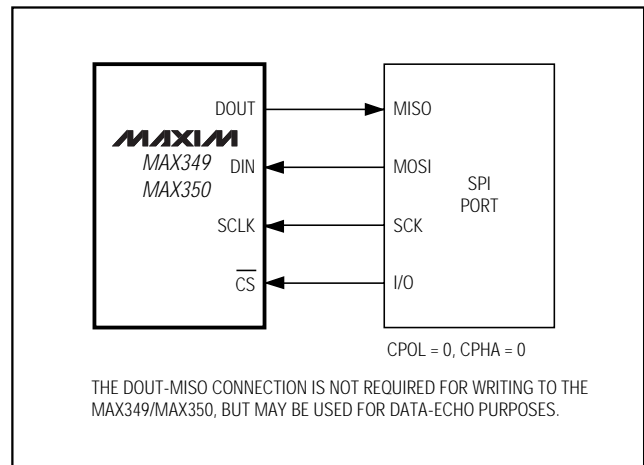 DOUT MISO
MAXIM
MAX349 DIN MOSI
MAX350
SPI
PORT
SCLK SCK
CS I/O
CPOL = 0, CPHA = 0
THE DOUT-MISO CONNECTION IS NOT REQUIRED FOR WRITING TO THE
MAX349/MAX350, BUT MAY BE USED FOR DATA-ECHO PURPOSES.